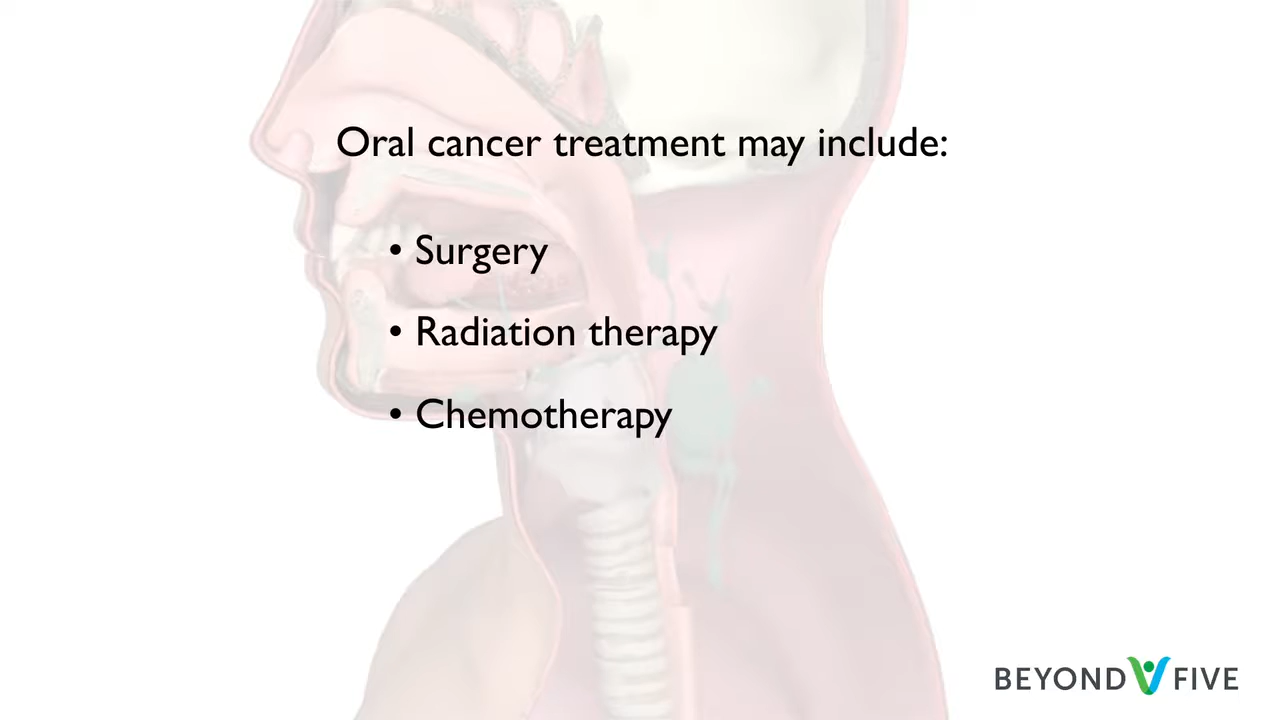 Oral cancer treatment may include:
• Surgery
• Radiation therapy
• Chemotherapy
BEYOND FIVE